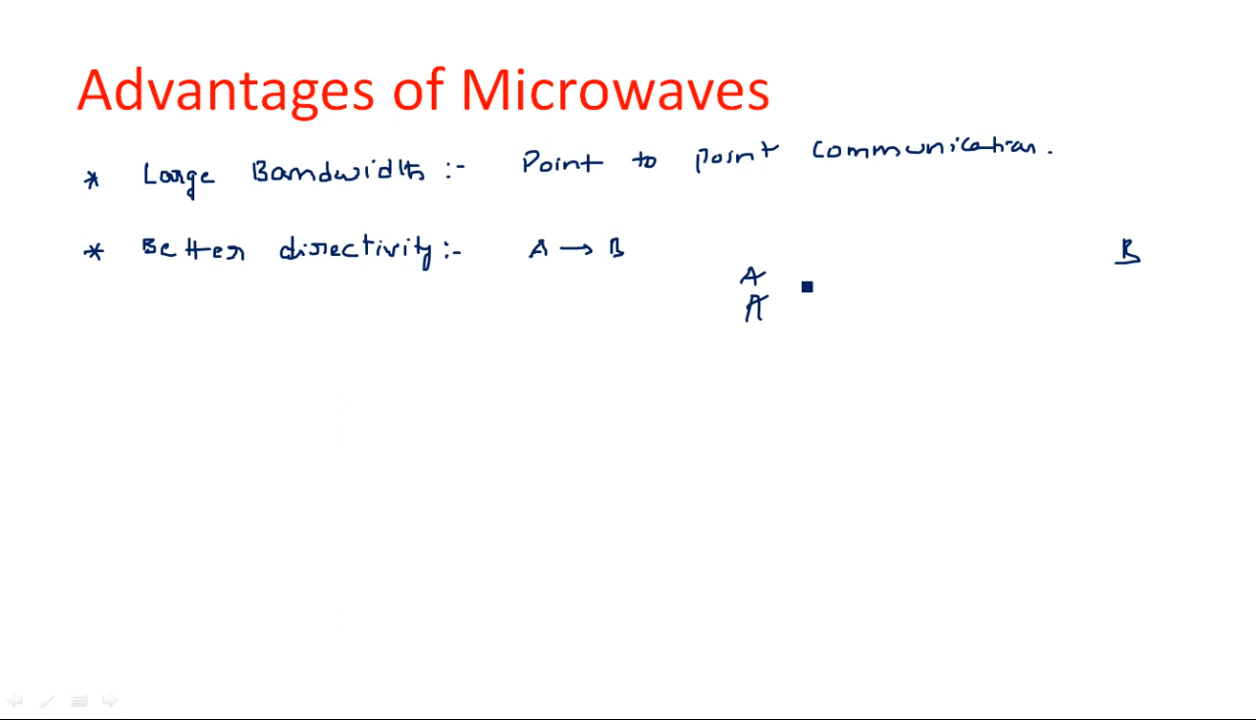 Advantages of Microwaves
* Large Bandwidth :- Point to point communication.
* Better directivity :- A → B
A B
A